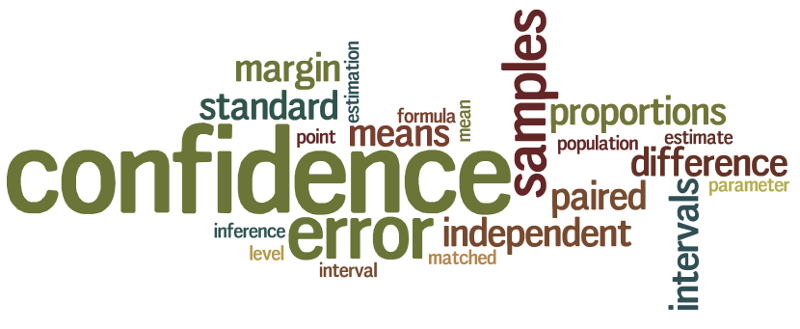 samples
margin
estimation
standard
formula
mean
proportions
point
means
population
estimate
confidence
difference
parameter
paired
intervals
inference
error
independent
level
matched
interval